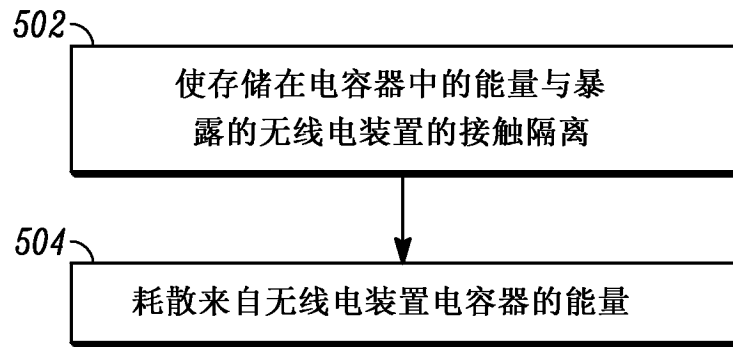 502
使存储在电容器中的能量与暴
露的无线电装置的接触隔离
504
耗散来自无线电装置电容器的能量